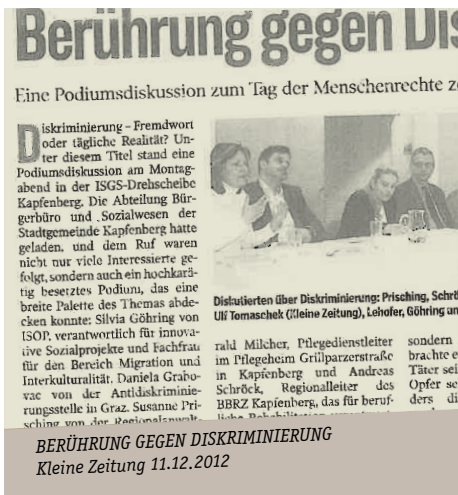 Berührung gegen Dis
Eine Podiumsdiskussion zum Tag der Menschenrechte
Diskriminierung – Fremdwort
oder tägliche Realität? Un-
ter diesem Titel stand eine
Podiumsdiskussion am Montag-
abend in der ISGS-Drehscheibe
Kapfenberg. Die Abteilung Bür-
gerbüro und Sozialwesen der
Stadtgemeinde Kapfenberg hatte
geladen, und dem Ruf waren
nicht nur viele Interessierte ge-
folgt, sondern auch ein hochkarä-
tig besetztes Podium, das eine
breite Palette des Themas abde-
cken konnte: Silvia Göhring von
ISOP, verantwortlich für innova-
tive Sozialprojekte und Fachfrau
für den Bereich Migration und
Interkulturalität, Daniela Grabo-
vac von der Antidiskriminie-
rungsstelle in Graz, Susanne Pri-
sching von der Regionalanwalt-
Diskutierten über Diskriminierung: Prisching, Schrö
Ulf Tomaschek (Kleine Zeitung), Lehofer, Göhring un
rald Milcher, Pflegedienstleiter
im Pflegeheim Grillparzerstraße
in Kapfenberg und Andreas
Schröck, Regionalleiter des
BBRZ Kapfenberg, das für beruf-
liche Rehabilitation
sondern
brachte e
Täter sei
Opfer se
ders di
BERÜHRUNG GEGEN DISKRIMINIERUNG
Kleine Zeitung 11.12.2012